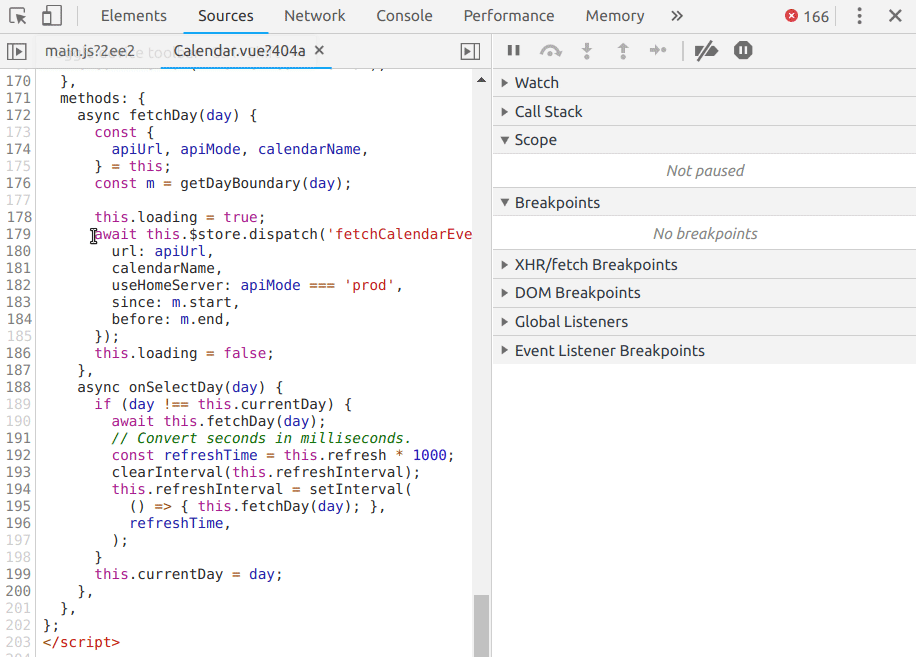 Elements Sources Network Console Performance Memory » 166
main.js?2ee2 Calendar.vue?404a ×
170 },
171 methods: {
172 async fetchDay(day) {
173 const {
174 apiUrl, apiMode, calendarName,
175 } = this;
176 const m = getDayBoundary(day);
177
178 this.loading = true;
179 await this.$store.dispatch('fetchCalendarEve
180 url: apiUrl,
181 calendarName,
182 useHomeServer: apiMode === 'prod',
183 since: m.start,
184 before: m.end,
185 });
186 this.loading = false;
187 },
188 async onSelectDay(day) {
189 if (day !== this.currentDay) {
190 await this.fetchDay(day);
191 // Convert seconds in milliseconds.
192 const refreshTime = this.refresh * 1000;
193 clearInterval(this.refreshInterval);
194 this.refreshInterval = setInterval(
195 () => { this.fetchDay(day); },
196 refreshTime,
197 );
198 }
199 this.currentDay = day;
200 },
201 },
202 };
203 </script>
Watch
Call Stack
Scope
Not paused
Breakpoints
No breakpoints
XHR/fetch Breakpoints
DOM Breakpoints
Global Listeners
Event Listener Breakpoints